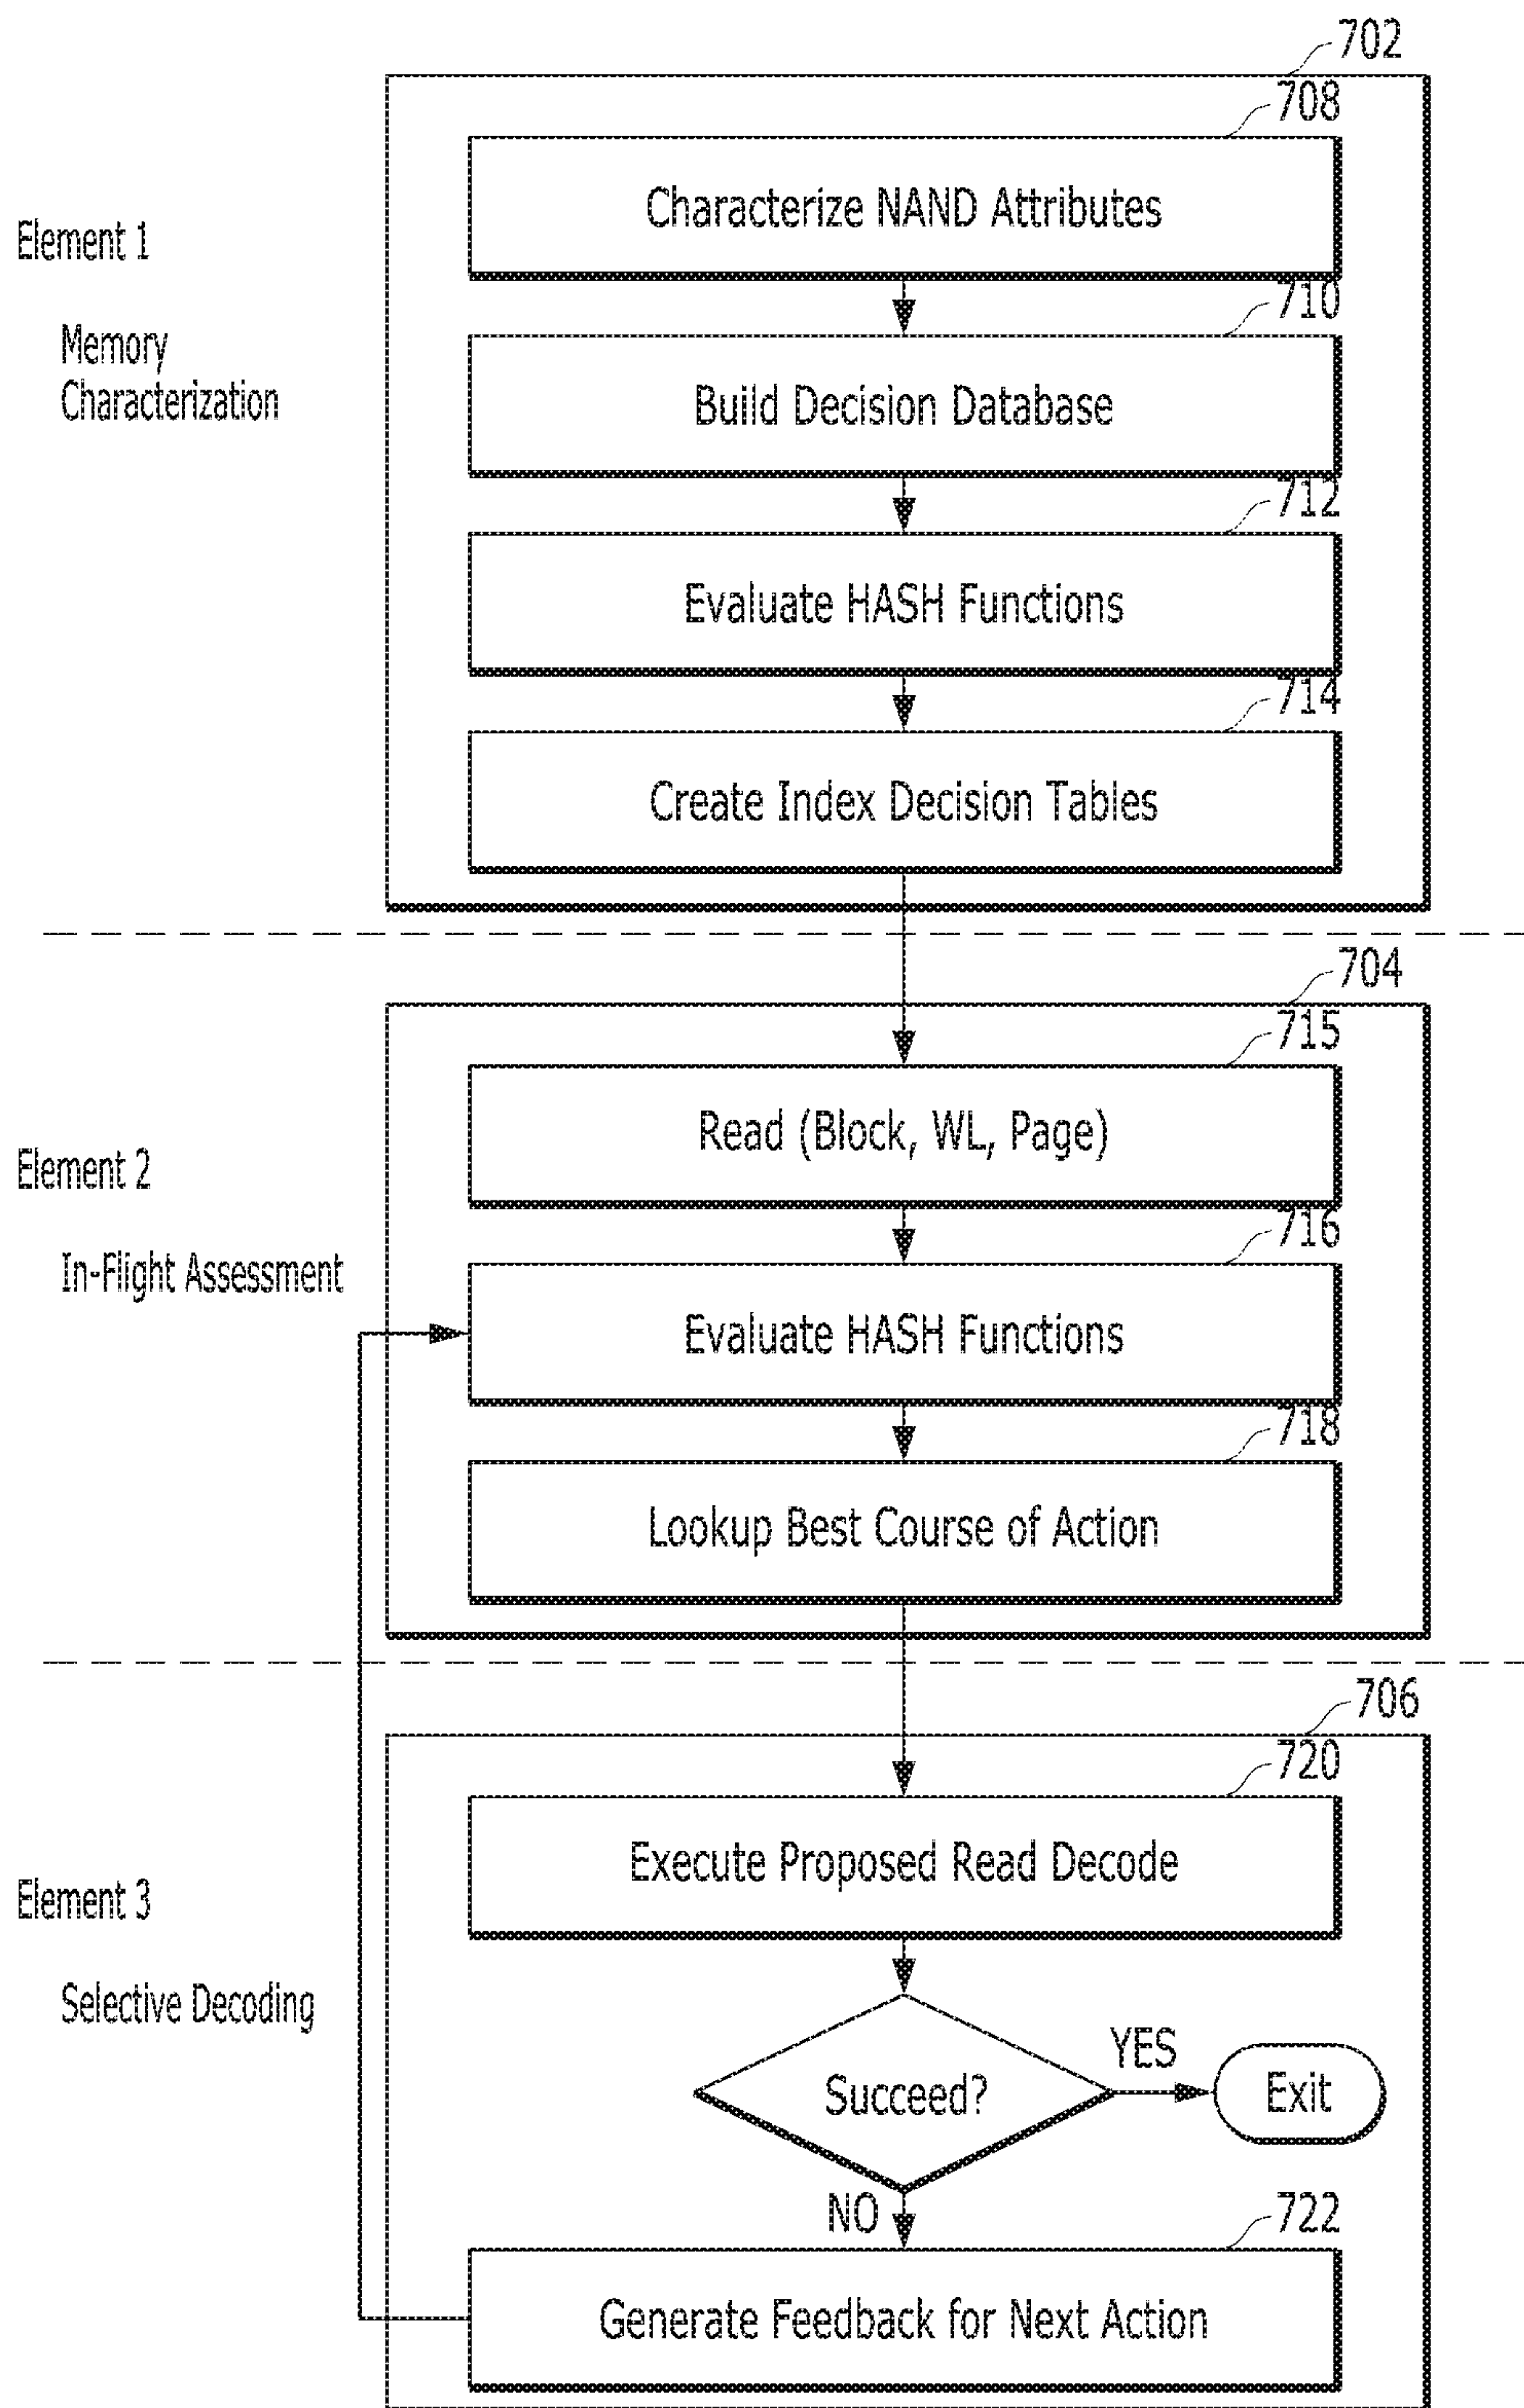 702
708
Characterize NAND Attributes
Element 1
710
Memory
Characterization
Build Decision Database
712
Evaluate HASH Functions
714
Create Index Decision Tables
704
715
Read (Block, WL, Page)
Element 2
716
In-Flight Assessment
Evaluate HASH Functions
718
Lookup Best Course of Action
706
720
Execute Proposed Read Decode
Element 3
Selective Decoding
YES
Succeed?
Exit
NO
722
Generate Feedback for Next Action